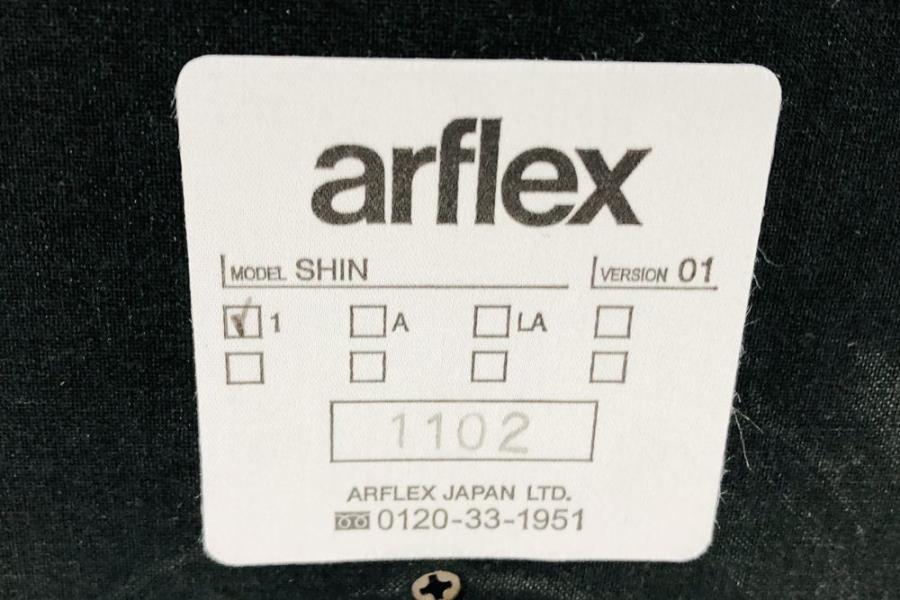 arflex
MODEL SHIN VERSION 01
1 A LA
1102
ARFLEX JAPAN LTD.
0120-33-1951